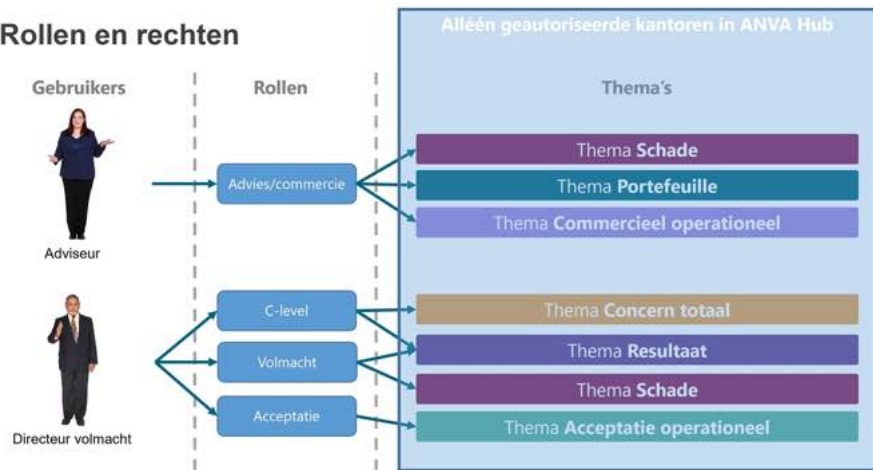 Rollen en rechten
Alléén geautoriseerde kantoren in ANVA Hub
Gebruikers
Rollen
Thema's
Adviseur
Advies/commercie
Thema Schade
Thema Portefeuille
Thema Commercieel operationeel
Directeur volmacht
C-level
Volmacht
Acceptatie
Thema Concern totaal
Thema Resultaat
Thema Schade
Thema Acceptatie operationeel